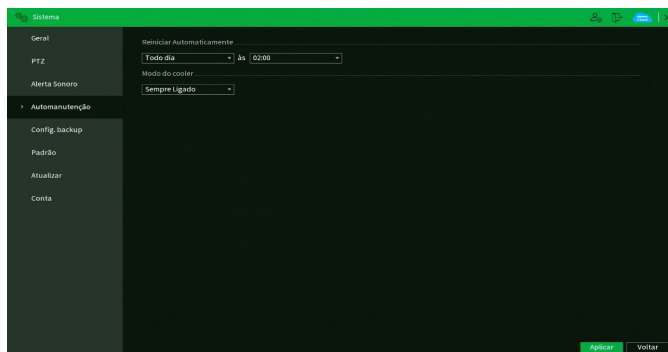 Sistema
Geral
PTZ
Alerta Sonoro
Automanutenção
Config. backup
Padrão
Atualizar
Conta
Reiniciar Automaticamente
Todo dia às 02:00
Modo do cooler
Sempre Ligado
Aplicar Voltar